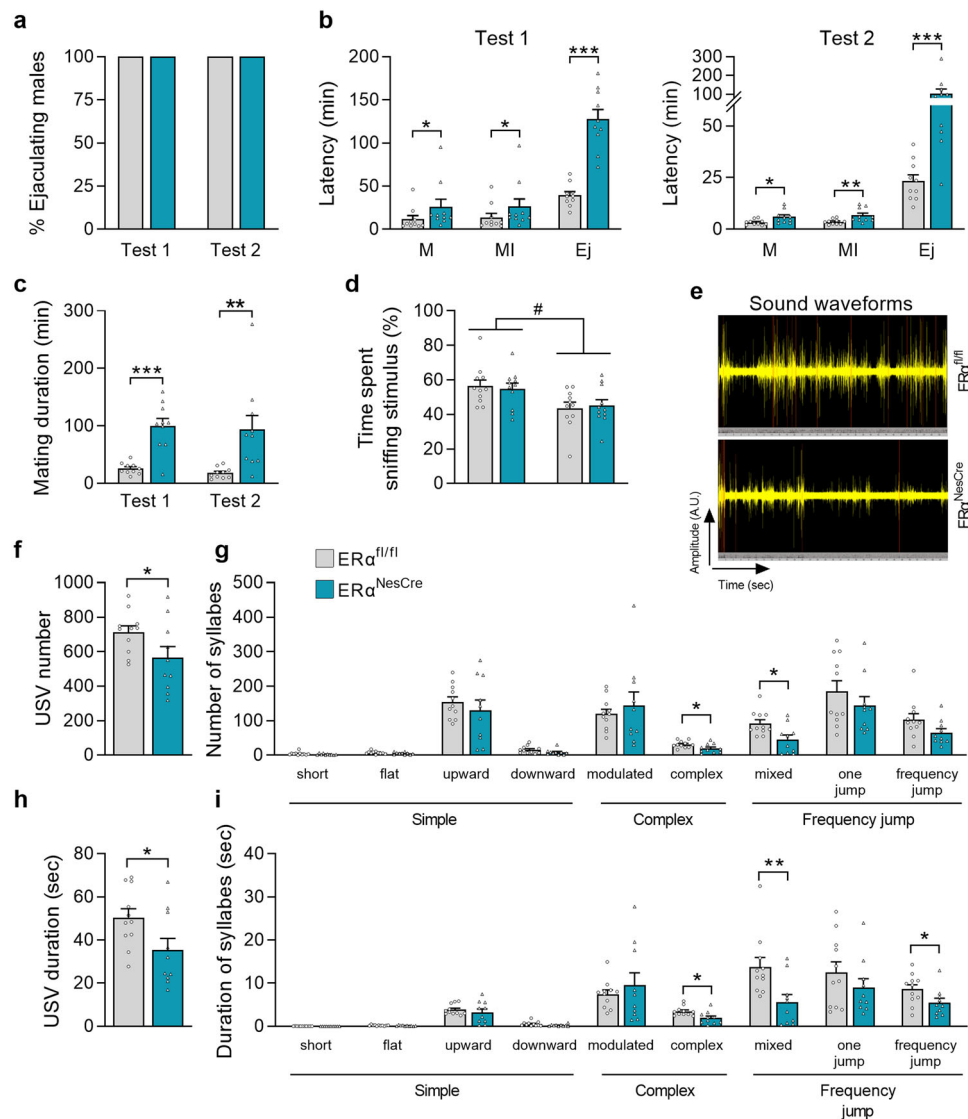 a
% Ejaculating males
100
75
50
25
0
Test 1
Test 2
b
Test 1
Latency (min)
200
150
100
50
0
*
*
***
M
MI
Ej
Test 2
Latency (min)
300
200
100
50
25
0
*
**
***
M
MI
Ej
c
Mating duration (min)
300
200
100
0
***
**
Test 1
Test 2
d
Time spent
sniffing stimulus (%)
100
80
60
40
20
0
#
e
Sound waveforms
ERα^fl/fl
ERα^NesCre
Amplitude (A.U.)
Time (sec)
f
USV number
1000
800
600
400
200
0
*
g
ERα^fl/fl
ERα^NesCre
Number of syllabes
500
400
300
200
100
0
*
*
short
flat
upward
downward
modulated
complex
mixed
one
jump
frequency
jump
Simple
Complex
Frequency jump
h
USV duration (sec)
80
60
40
20
0
*
i
Duration of syllabes (sec)
40
30
20
10
0
*
**
*
short
flat
upward
downward
modulated
complex
mixed
one
jump
frequency
jump
Simple
Complex
Frequency
jump